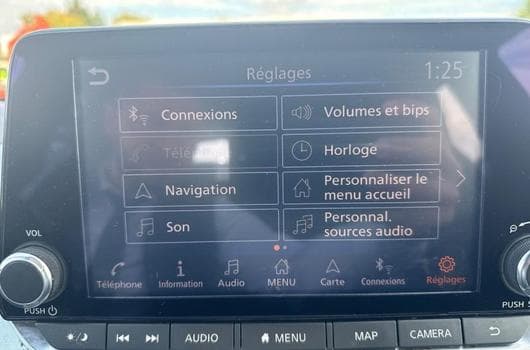 Réglages
1:25
Connexions
Volumes et bips
Téléphone
Horloge
Navigation
Personnaliser le
menu accueil
Son
Personnal.
sources audio
Téléphone
Information
Audio
MENU
Carte
Connexions
Réglages
VOL
PUSH
PUSH
AUDIO
MENU
MAP
CAMERA